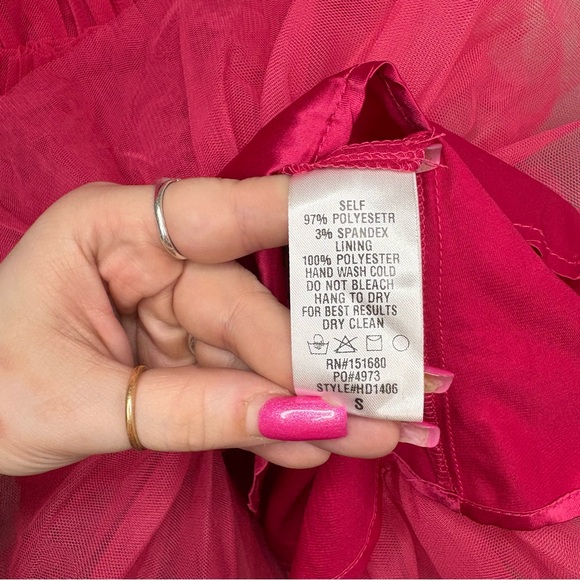 SELF
97% POLYESETR
3% SPANDEX
LINING
100% POLYESTER
HAND WASH COLD
DO NOT BLEACH
HANG TO DRY
FOR BEST RESULTS
DRY CLEAN
RN#151680
PO#4973
STYLE#HD1406
S